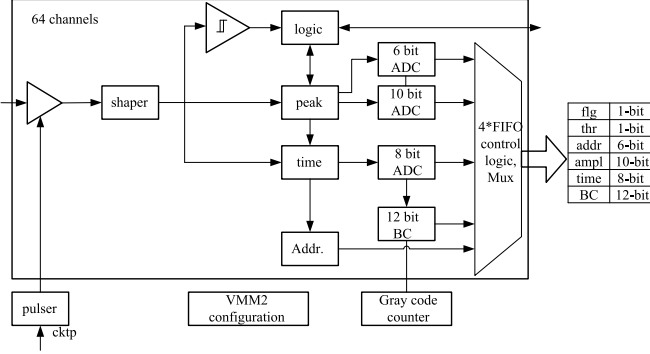 64 channels
logic
6 bit
ADC
shaper
peak
10 bit
ADC
4*FIFO
control
logic,
Mux
time
8 bit
ADC
12 bit
BC
Addr.
flg 1-bit
thr 1-bit
addr 6-bit
ampl 10-bit
time 8-bit
BC 12-bit
pulser
cktp
VMM2
configuration
Gray code
counter